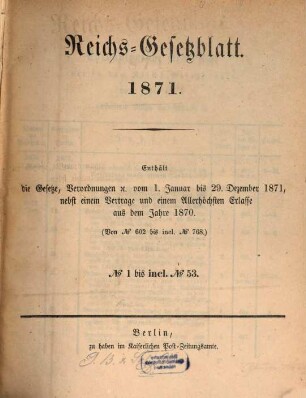 Reichs-Gesetzblatt.
1871.
Enthält
die Gesetze, Verordnungen ꝛc. vom 1. Januar bis 29. Dezember 1871,
nebst einem Vertrage und einem Allerhöchsten Erlasse
aus dem Jahre 1870.
(Von № 602 bis incl. № 768.)
№ 1 bis incl. № 53.
Berlin,
zu haben im Kaiserlichen Post-Zeitungsamte.